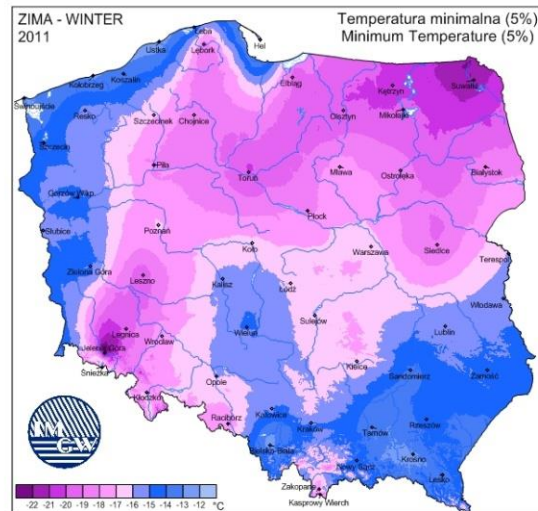 ZIMA - WINTER
2011
Temperatura minimalna (5%)
Minimum Temperature (5%)
Łeba
Ustka
Lębork
Hel
Koszalin
Kołobrzeg
Elbląg
Suwałki
Kętrzyn
Świnoujście
Resko
Szczecinek
Chojnice
Olsztyn
Mikołajki
Szczecin
Piła
Toruń
Mława
Ostrołęka
Białystok
Gorzów Wlkp.
Płock
Słubice
Poznań
Koło
Warszawa
Siedlce
Terespol
Zielona Góra
Leszno
Kalisz
Łódź
Włodawa
Legnica
Wieluń
Sulejów
Lublin
Jelenia Góra
Wrocław
Śnieżka
Kielce
Opole
Sandomierz
Zamość
Kłodzko
Racibórz
Katowice
Kraków
Tarnów
Rzeszów
Bielsko-Biała
Nowy Sącz
Krosno
Lesko
Zakopane
Kasprowy Wierch
IMGW
-22 -21 -20 -19 -18 -17 -16 -15 -14 -13 -12 °C